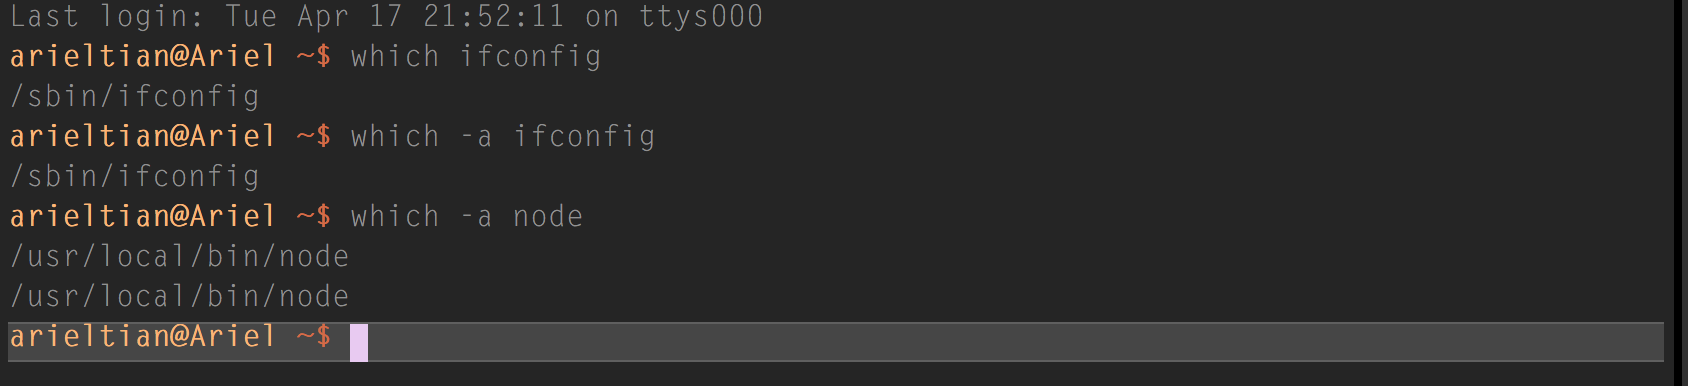 Last login: Tue Apr 17 21:52:11 on ttys000
arieltian@Ariel ~$ which ifconfig
/sbin/ifconfig
arieltian@Ariel ~$ which -a ifconfig
/sbin/ifconfig
arieltian@Ariel ~$ which -a node
/usr/local/bin/node
/usr/local/bin/node
arieltian@Ariel ~$